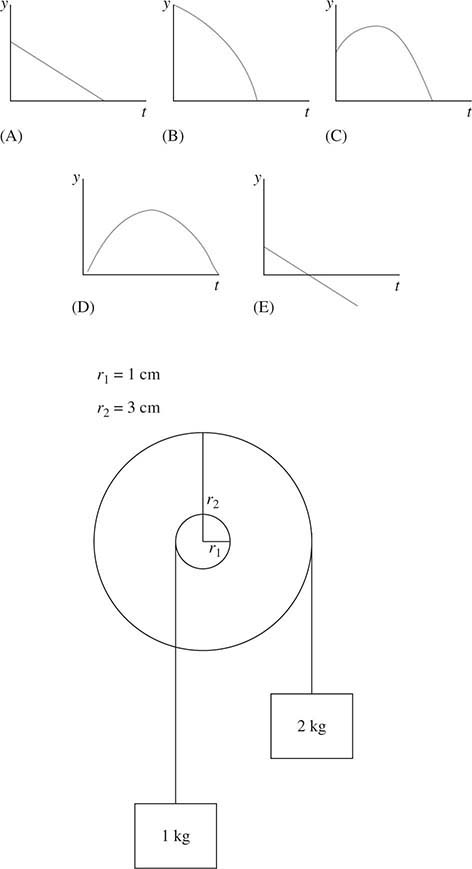 y y y
t t t
(A) (B) (C)
y y
t t
(D) (E)
r1 = 1 cm
r2 = 3 cm
r2
r1
2 kg
1 kg